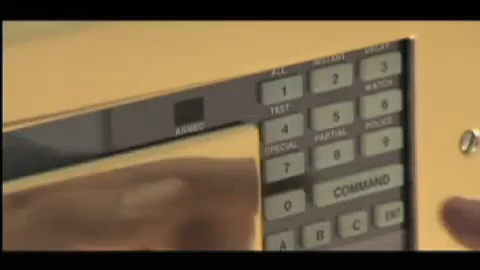 ALL INSTANT DELAY
1 2 3
TEST WATCH
4 5 6
ARMED
SPECIAL PARTIAL POLICE
7 8 9
0 COMMAND
A B C ENT